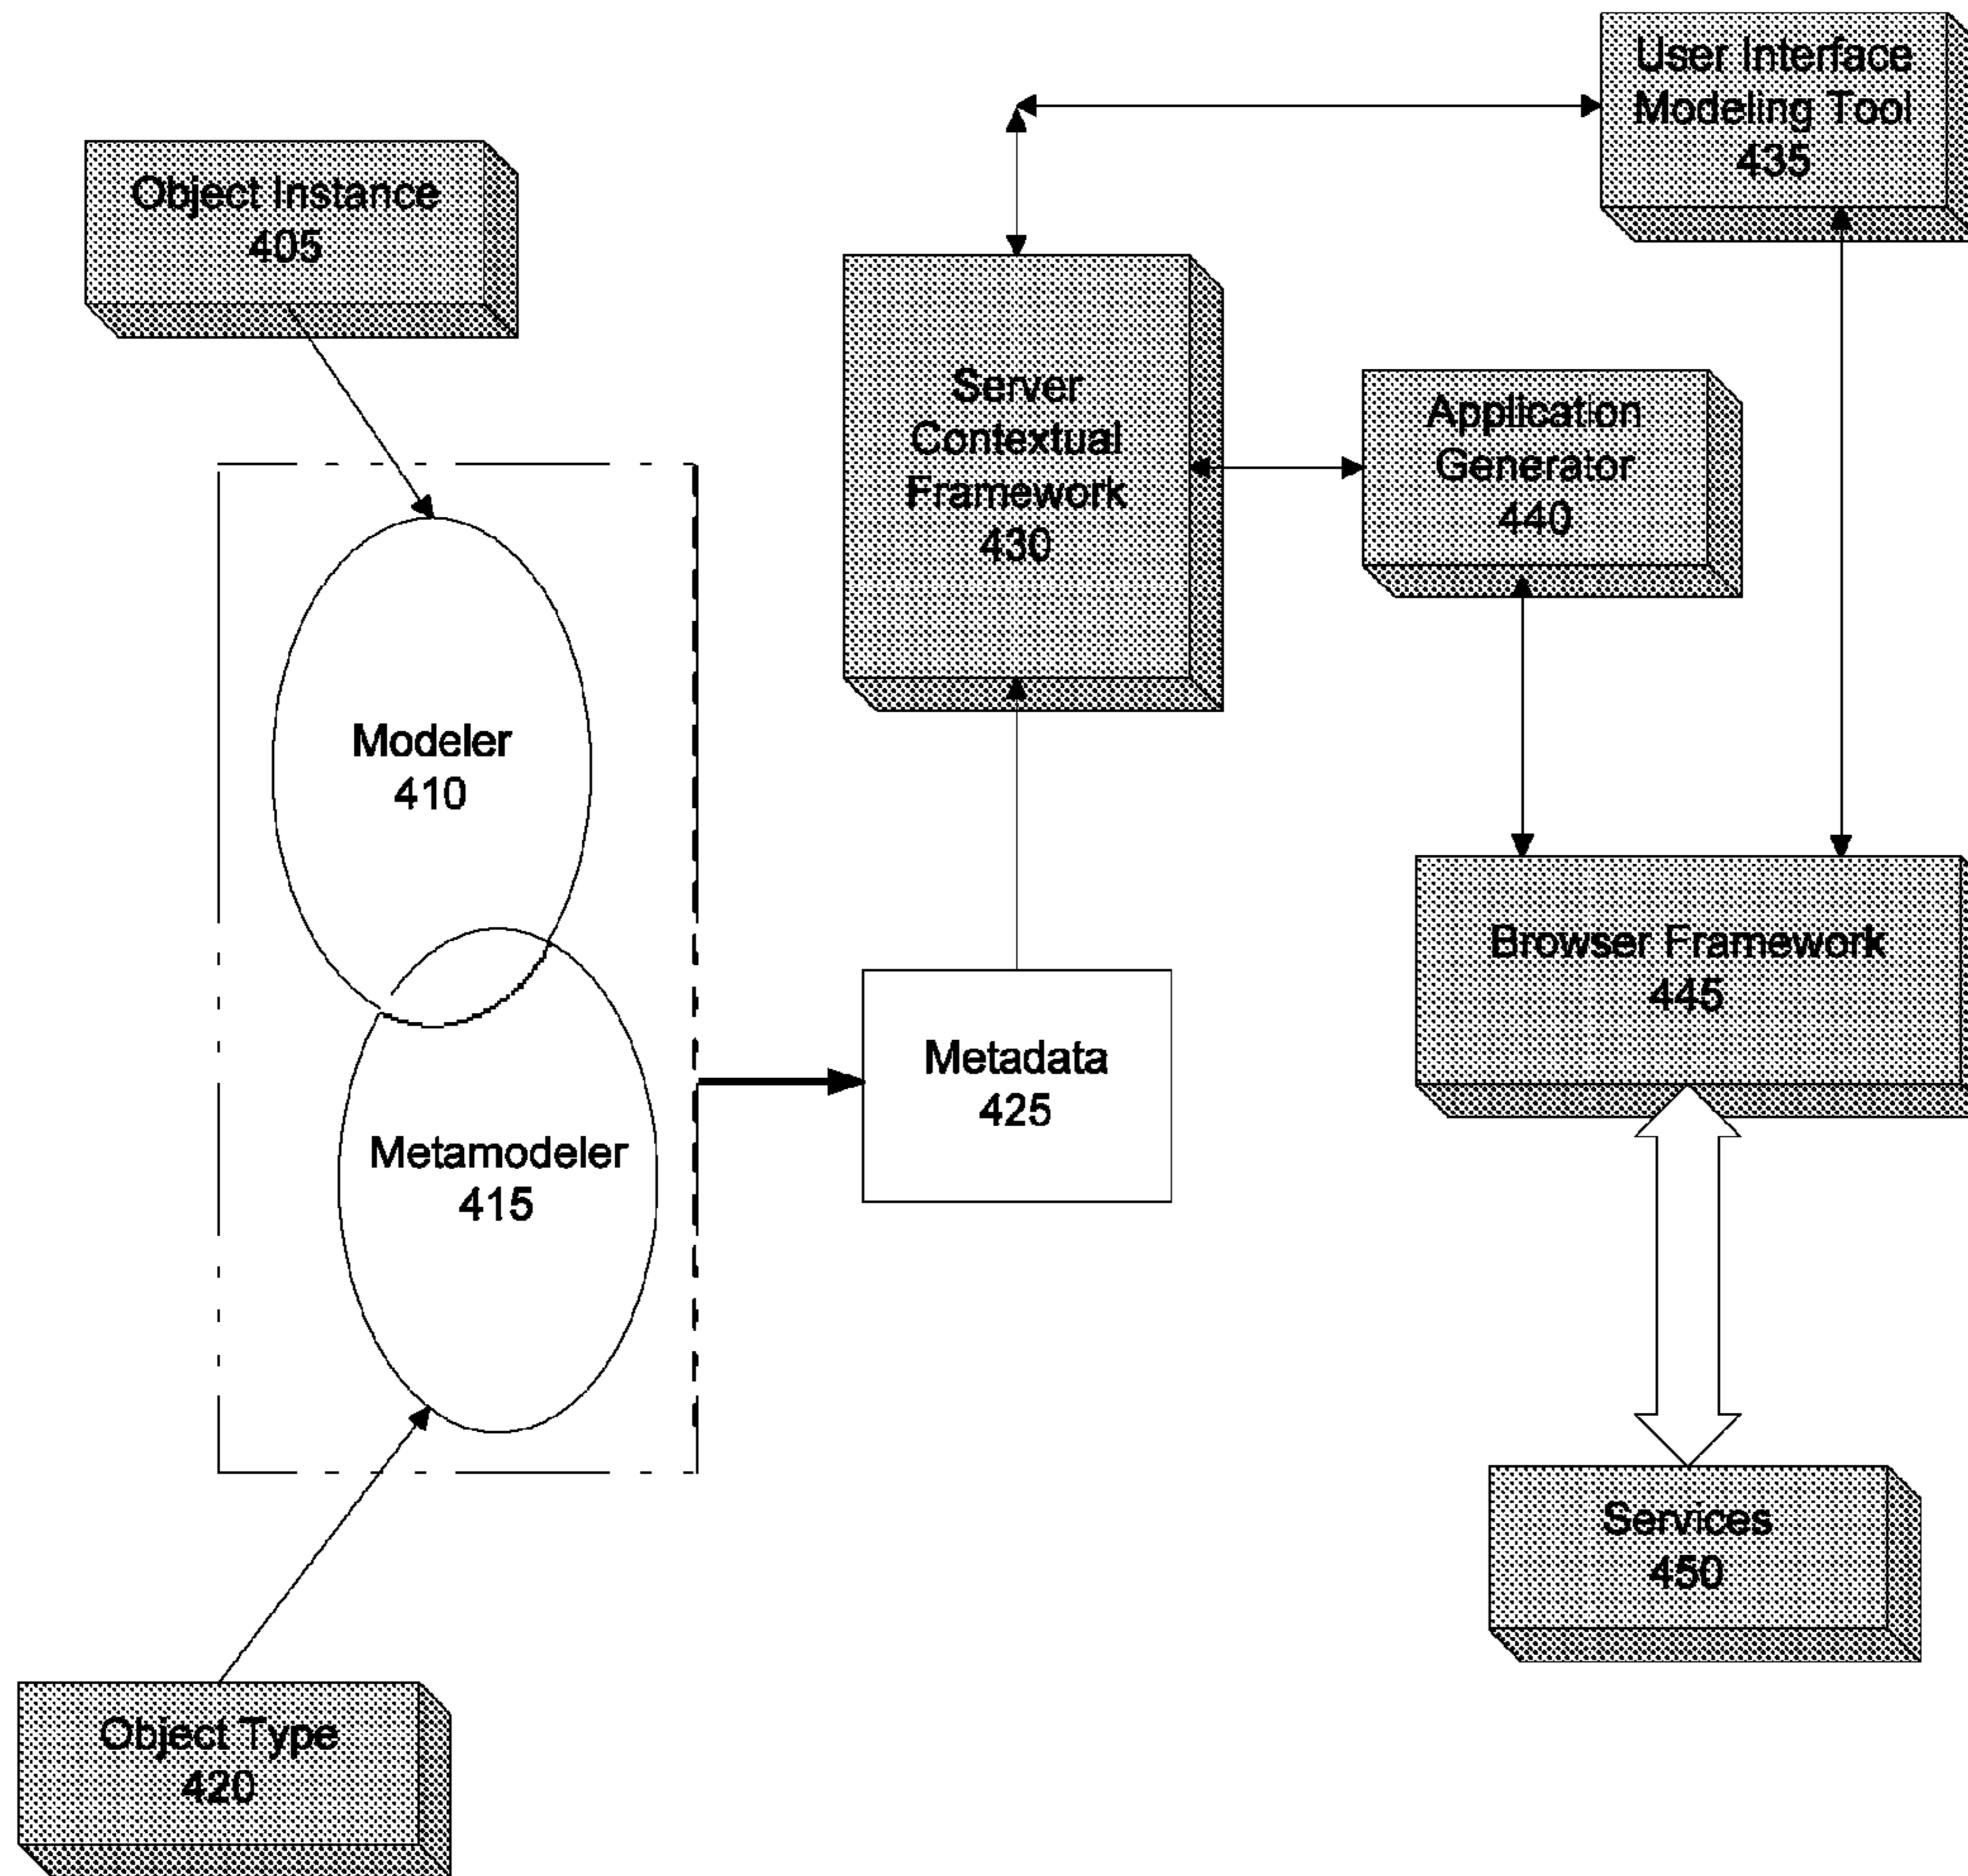 User Interface
Modeling Tool
435
Object Instance
405
Server
Contextual
Framework
430
Application
Generator
440
Modeler
410
Browser Framework
445
Metadata
425
Metamodeler
415
Services
450
Object Type
420